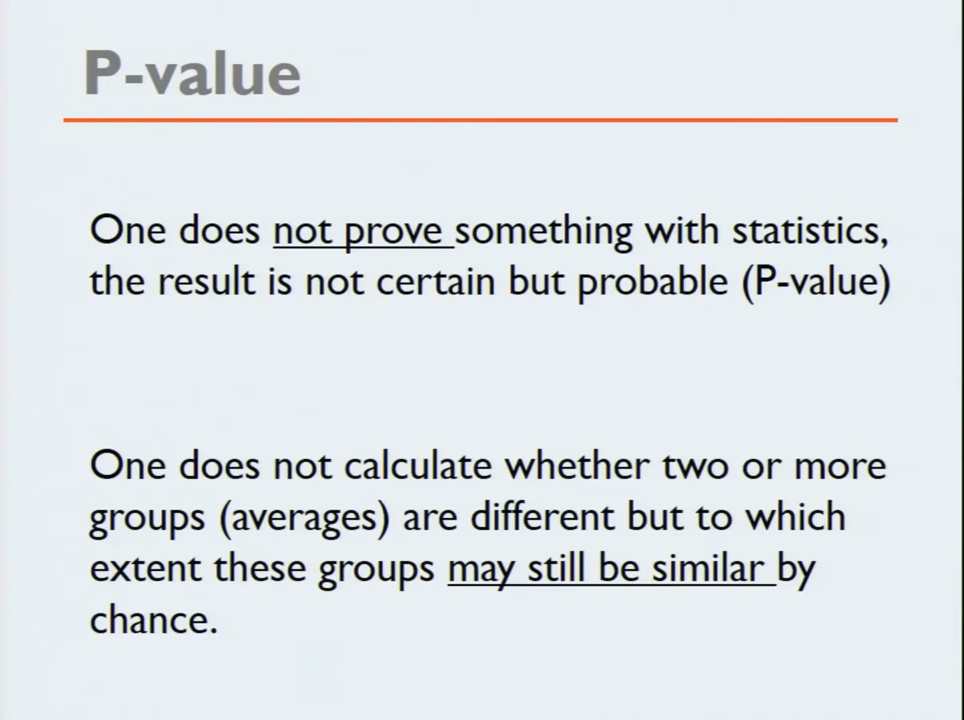 P-value
One does not prove something with statistics,
the result is not certain but probable (P-value)
One does not calculate whether two or more
groups (averages) are different but to which
extent these groups may still be similar by
chance.